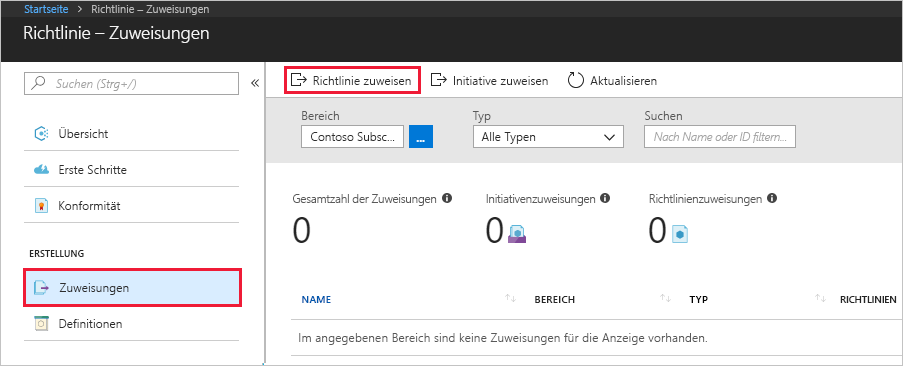 Startseite > Richtlinie – Zuweisungen
Richtlinie – Zuweisungen
Suchen (Strg+/)
«
Übersicht
Erste Schritte
Konformität
ERSTELLUNG
Zuweisungen
Definitionen
Richtlinie zuweisen Initiative zuweisen Aktualisieren
Bereich Typ Suchen
Contoso Subsc... ... Alle Typen Nach Name oder ID filtern...
Gesamtzahl der Zuweisungen Initiativenzuweisungen Richtlinienzuweisungen
0 0 0
NAME BEREICH TYP RICHTLINIEN
Im angegebenen Bereich sind keine Zuweisungen für die Anzeige vorhanden.